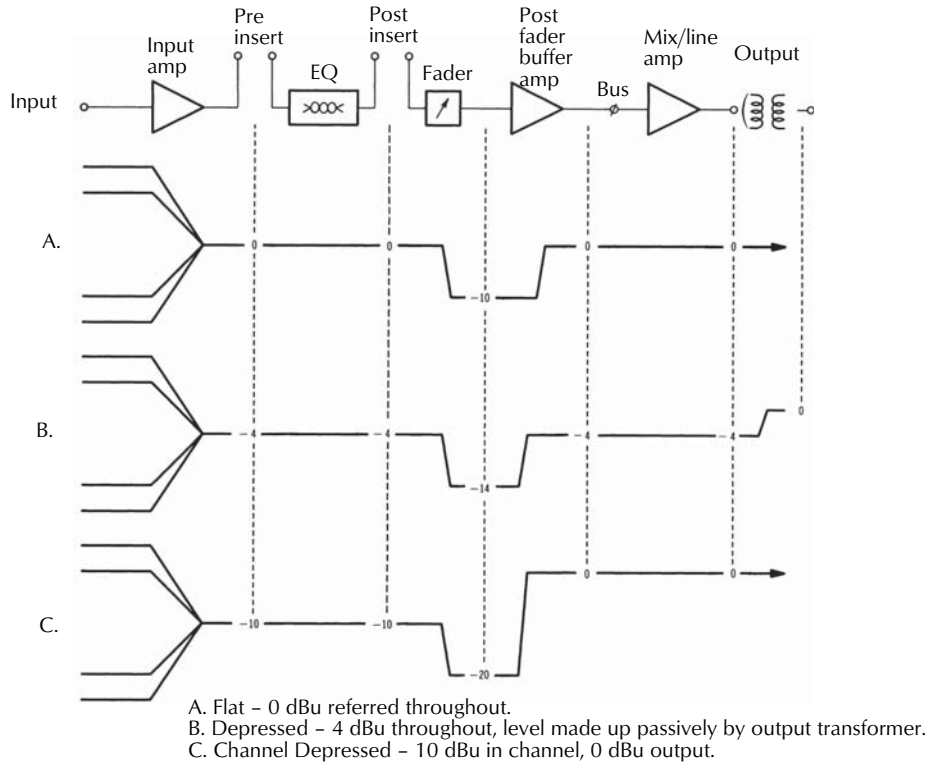 Pre
insert
Post
insert
Post
fader
buffer
amp
Input
amp
EQ
Fader
Bus
Mix/line
amp
Output
Input
A.
0
0
-10
0
0
B.
-4
-4
-14
-4
-4
0
C.
-10
-10
-20
0
0
A. Flat – 0 dBu referred throughout.
B. Depressed – 4 dBu throughout, level made up passively by output transformer.
C. Channel Depressed – 10 dBu in channel, 0 dBu output.